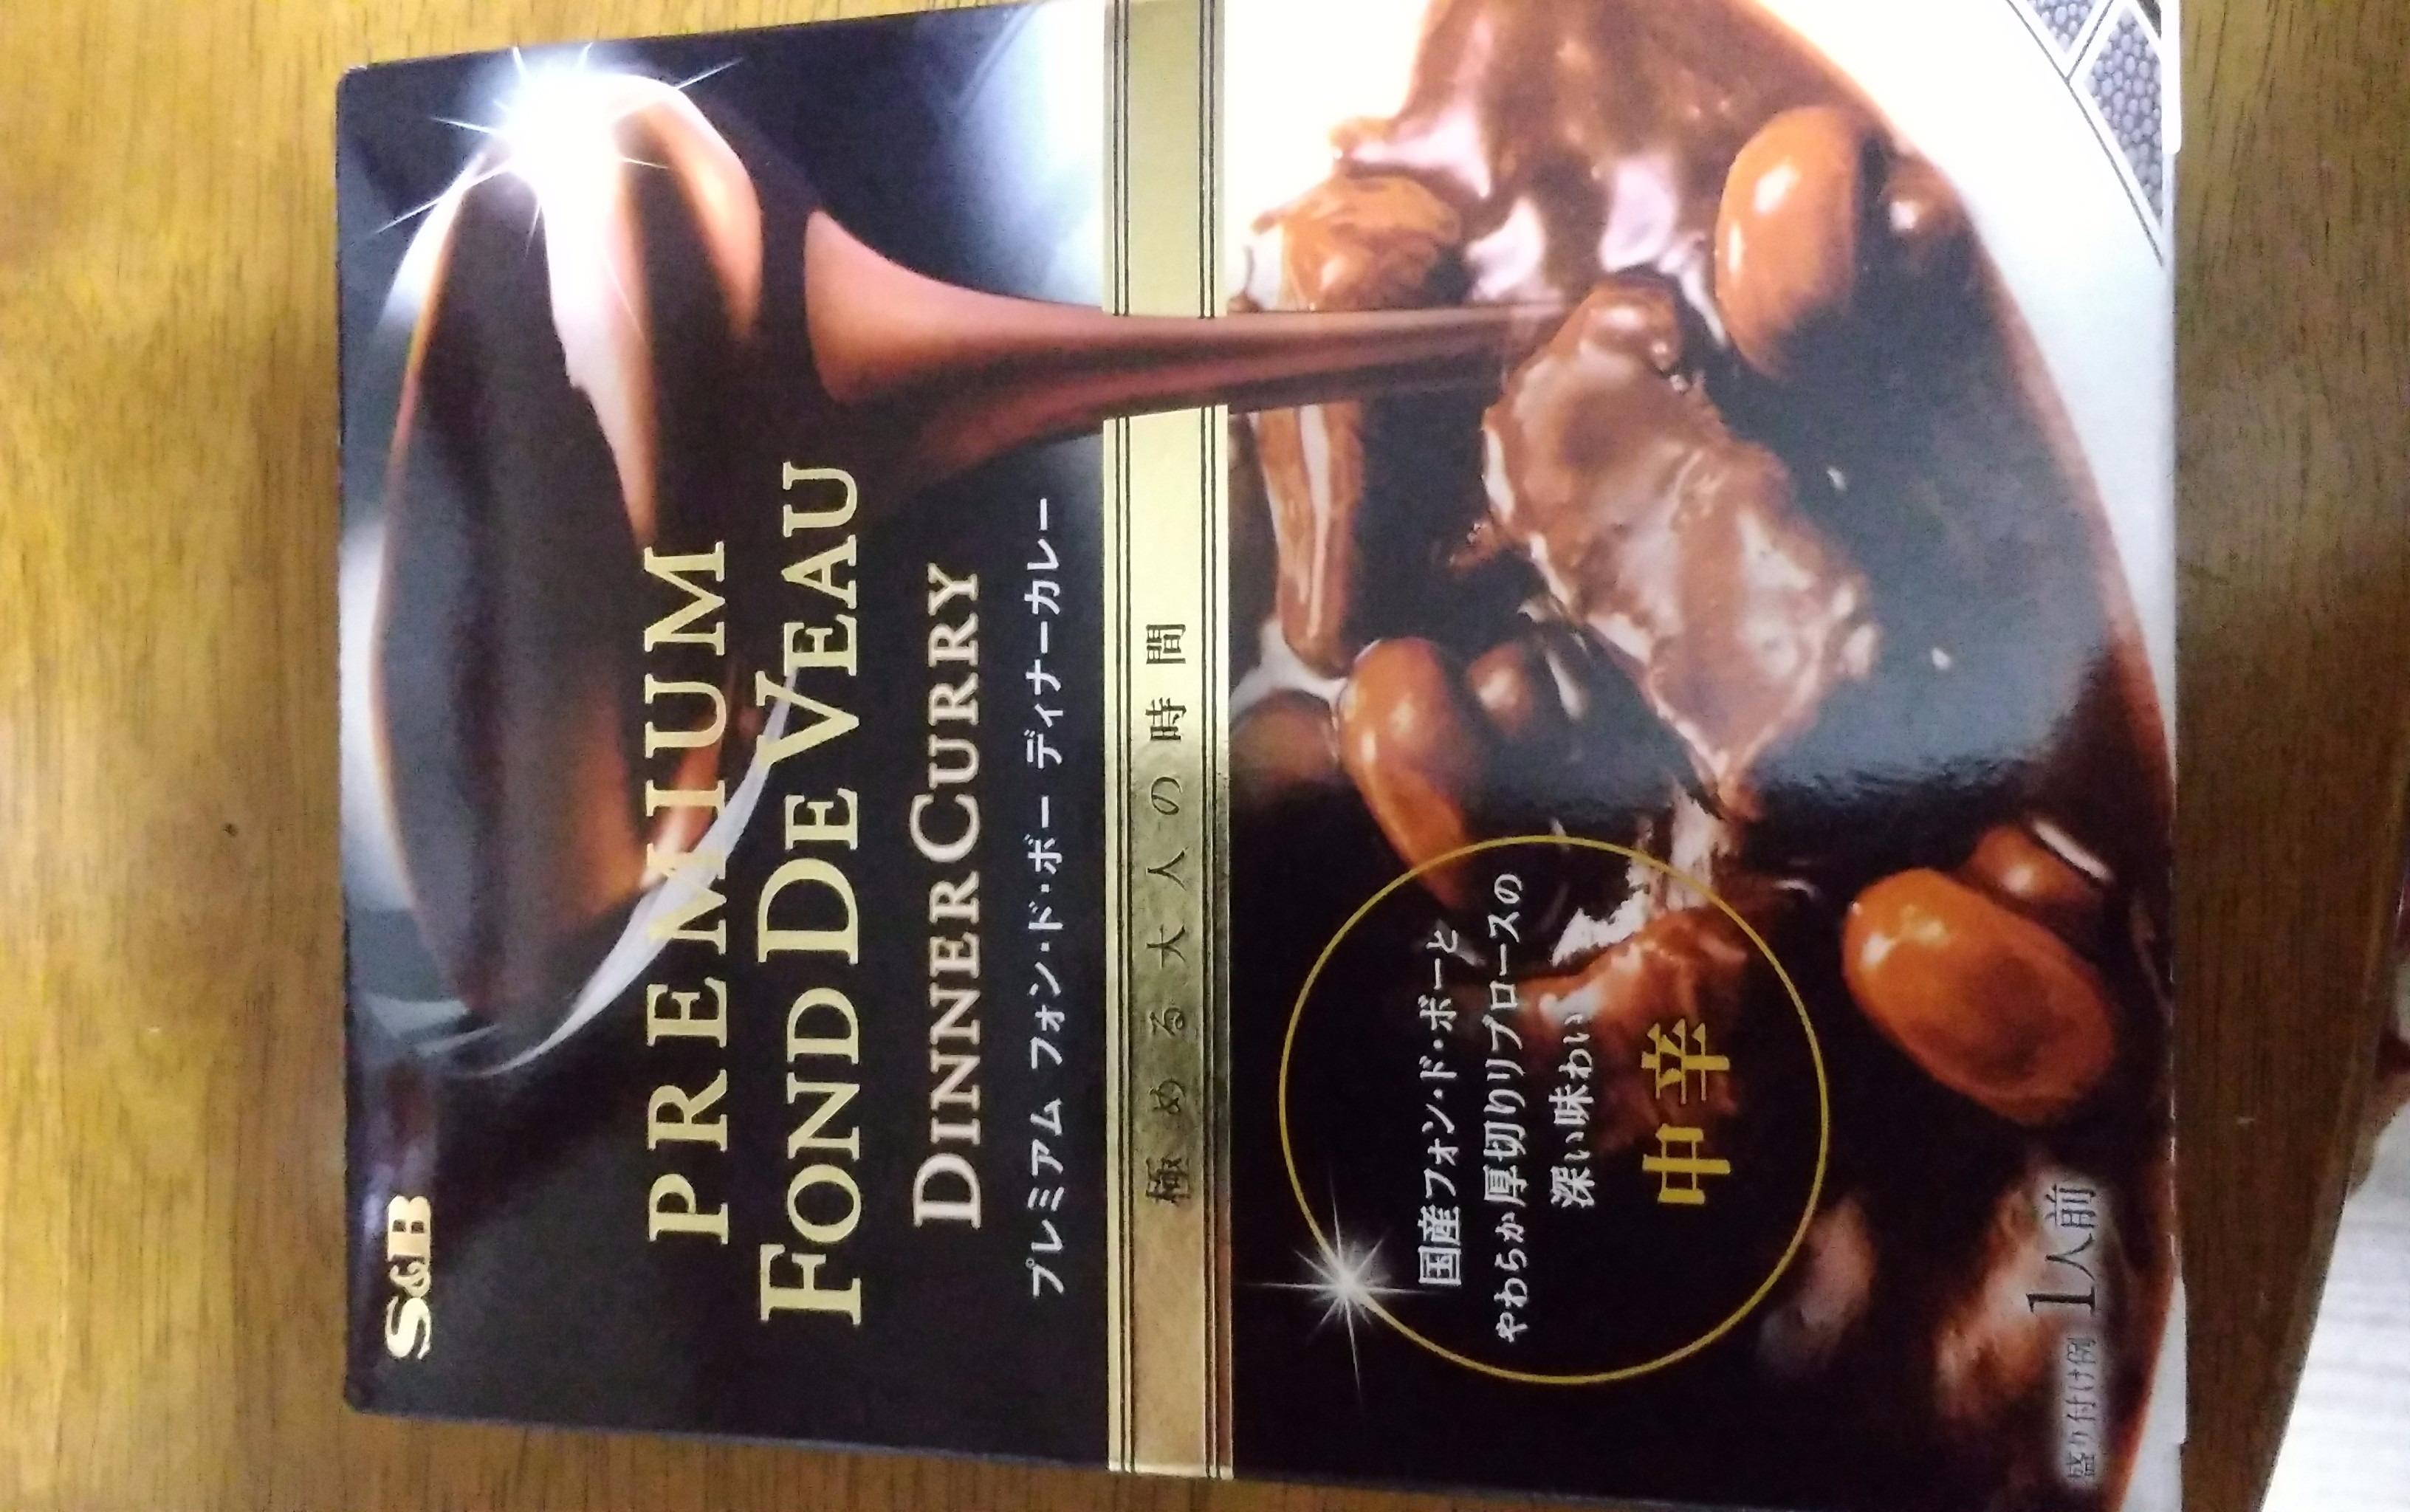 S&B
PREMIUM
FOND DE VEAU
DINNER CURRY
プレミアム フォン・ド・ボー ディナーカレー
極める大人の時間
国産フォン・ド・ボーと
やわらか厚切りリブロースの
深い味わい
中辛
盛り付け例 1人前